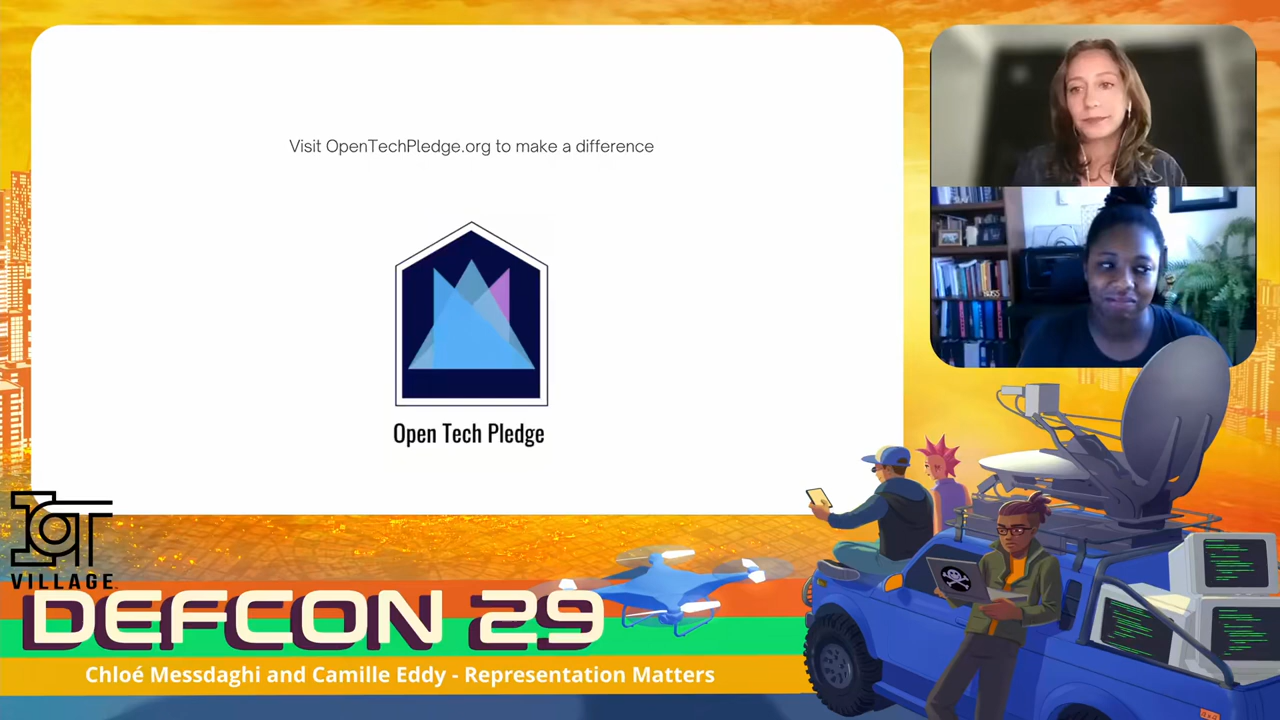 Visit OpenTechPledge.org to make a difference
Open Tech Pledge
IoT
VILLAGE
DEFCON 29
Chloé Messdaghi and Camille Eddy - Representation Matters